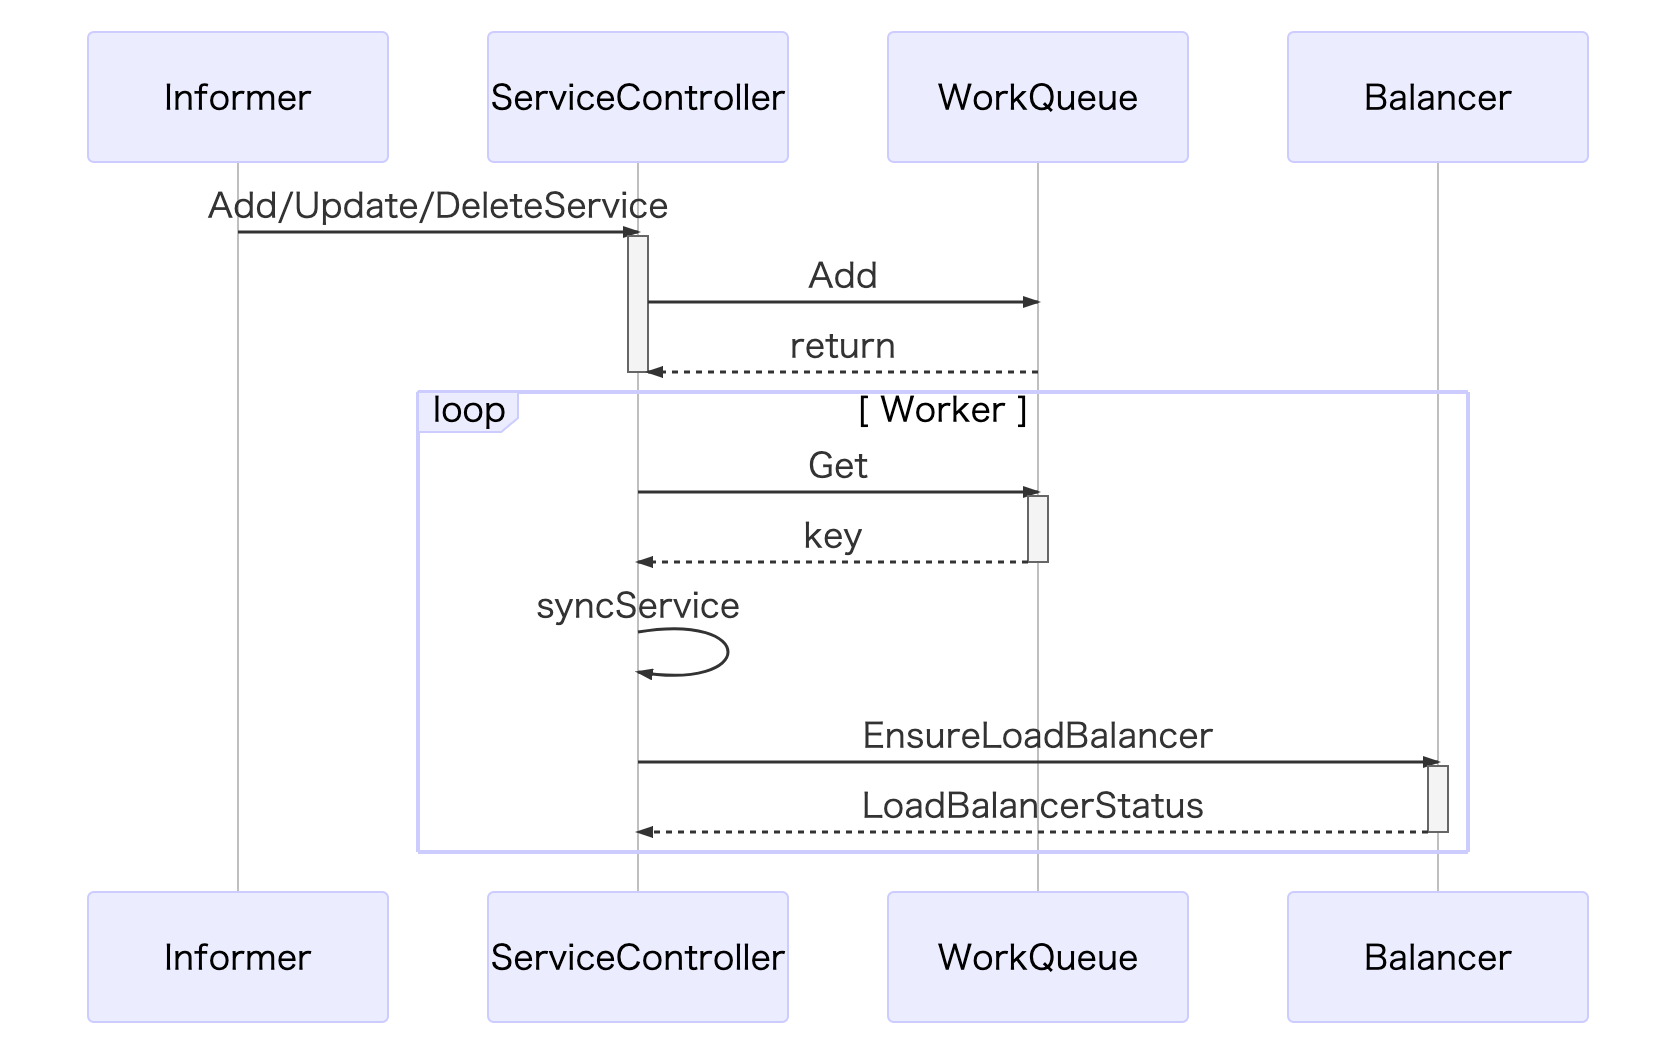 Informer
ServiceController
WorkQueue
Balancer
Add/Update/DeleteService
Add
return
loop
[ Worker ]
Get
key
syncService
EnsureLoadBalancer
LoadBalancerStatus
Informer
ServiceController
WorkQueue
Balancer